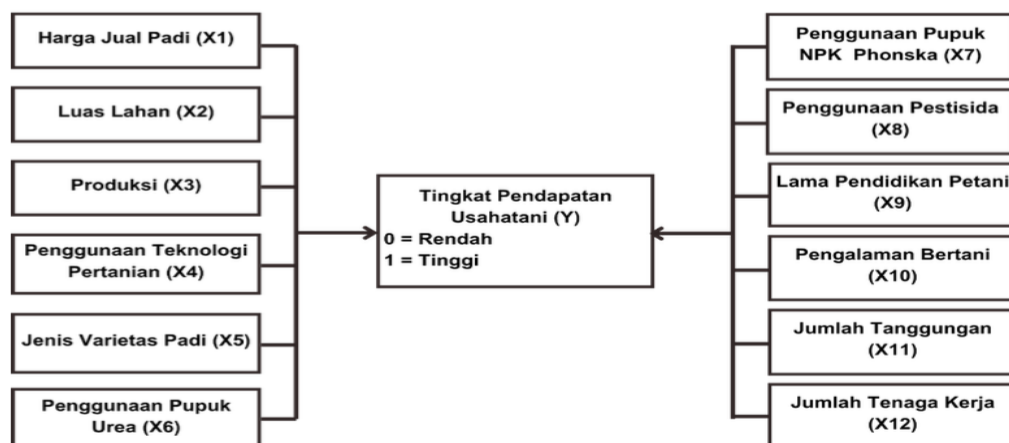 Harga Jual Padi (X1)
Luas Lahan (X2)
Produksi (X3)
Penggunaan Teknologi
Pertanian (X4)
Jenis Varietas Padi (X5)
Penggunaan Pupuk
Urea (X6)
Tingkat Pendapatan
Usahatani (Y)
0 = Rendah
1 = Tinggi
Penggunaan Pupuk
NPK Phonska (X7)
Penggunaan Pestisida
(X8)
Lama Pendidikan Petani
(X9)
Pengalaman Bertani
(X10)
Jumlah Tanggungan
(X11)
Jumlah Tenaga Kerja
(X12)